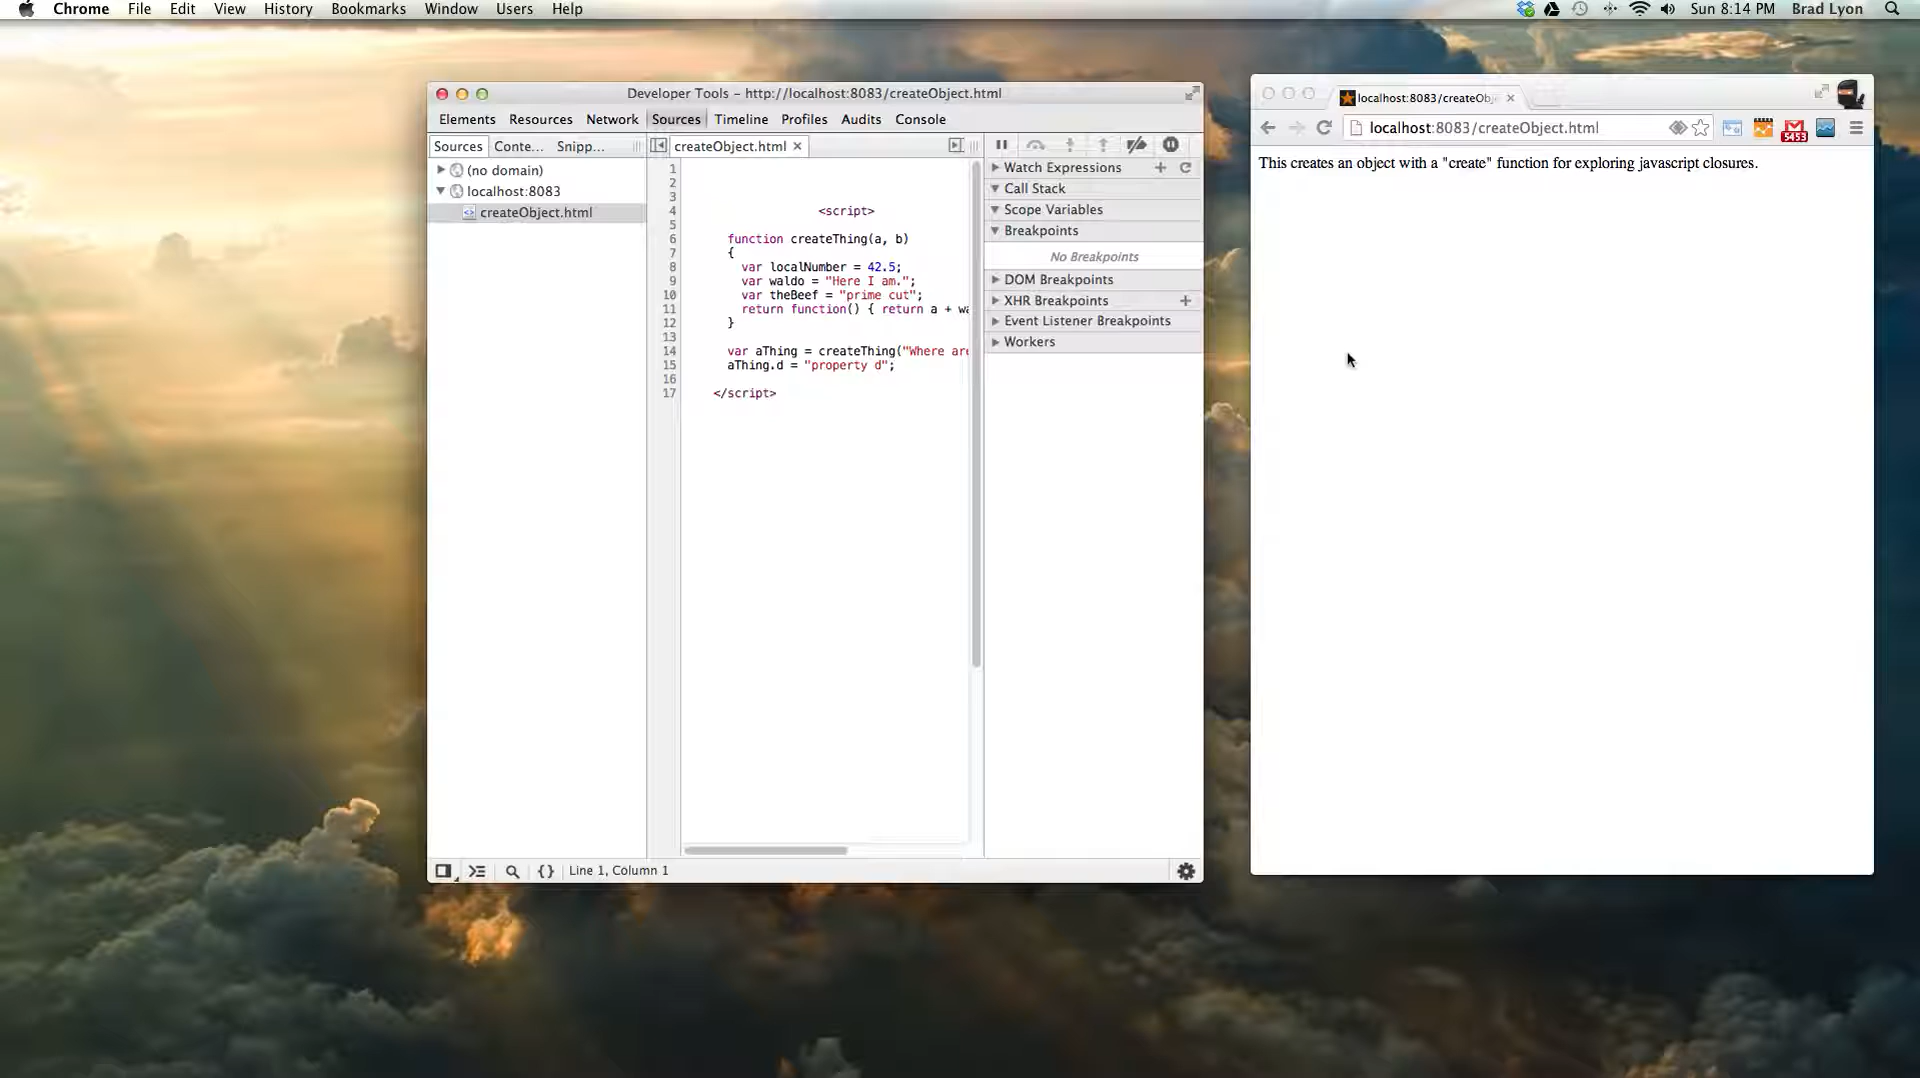 Chrome File Edit View History Bookmarks Window Users Help Sun 8:14 PM Brad Lyon
Developer Tools - http://localhost:8083/createObject.html
Elements Resources Network Sources Timeline Profiles Audits Console
Sources Conte... Snipp...
(no domain)
localhost:8083
createObject.html
createObject.html ×
1
2
3
4 <script>
5
6 function createThing(a, b)
7 {
8 var localNumber = 42.5;
9 var waldo = "Here I am.";
10 var theBeef = "prime cut";
11 return function() { return a + wa
12 }
13
14 var aThing = createThing("Where are
15 aThing.d = "property d";
16
17 </script>
Watch Expressions
Call Stack
Scope Variables
Breakpoints
No Breakpoints
DOM Breakpoints
XHR Breakpoints
Event Listener Breakpoints
Workers
{} Line 1, Column 1
localhost:8083/createObj
localhost:8083/createObject.html
5453
This creates an object with a "create" function for exploring javascript closures.